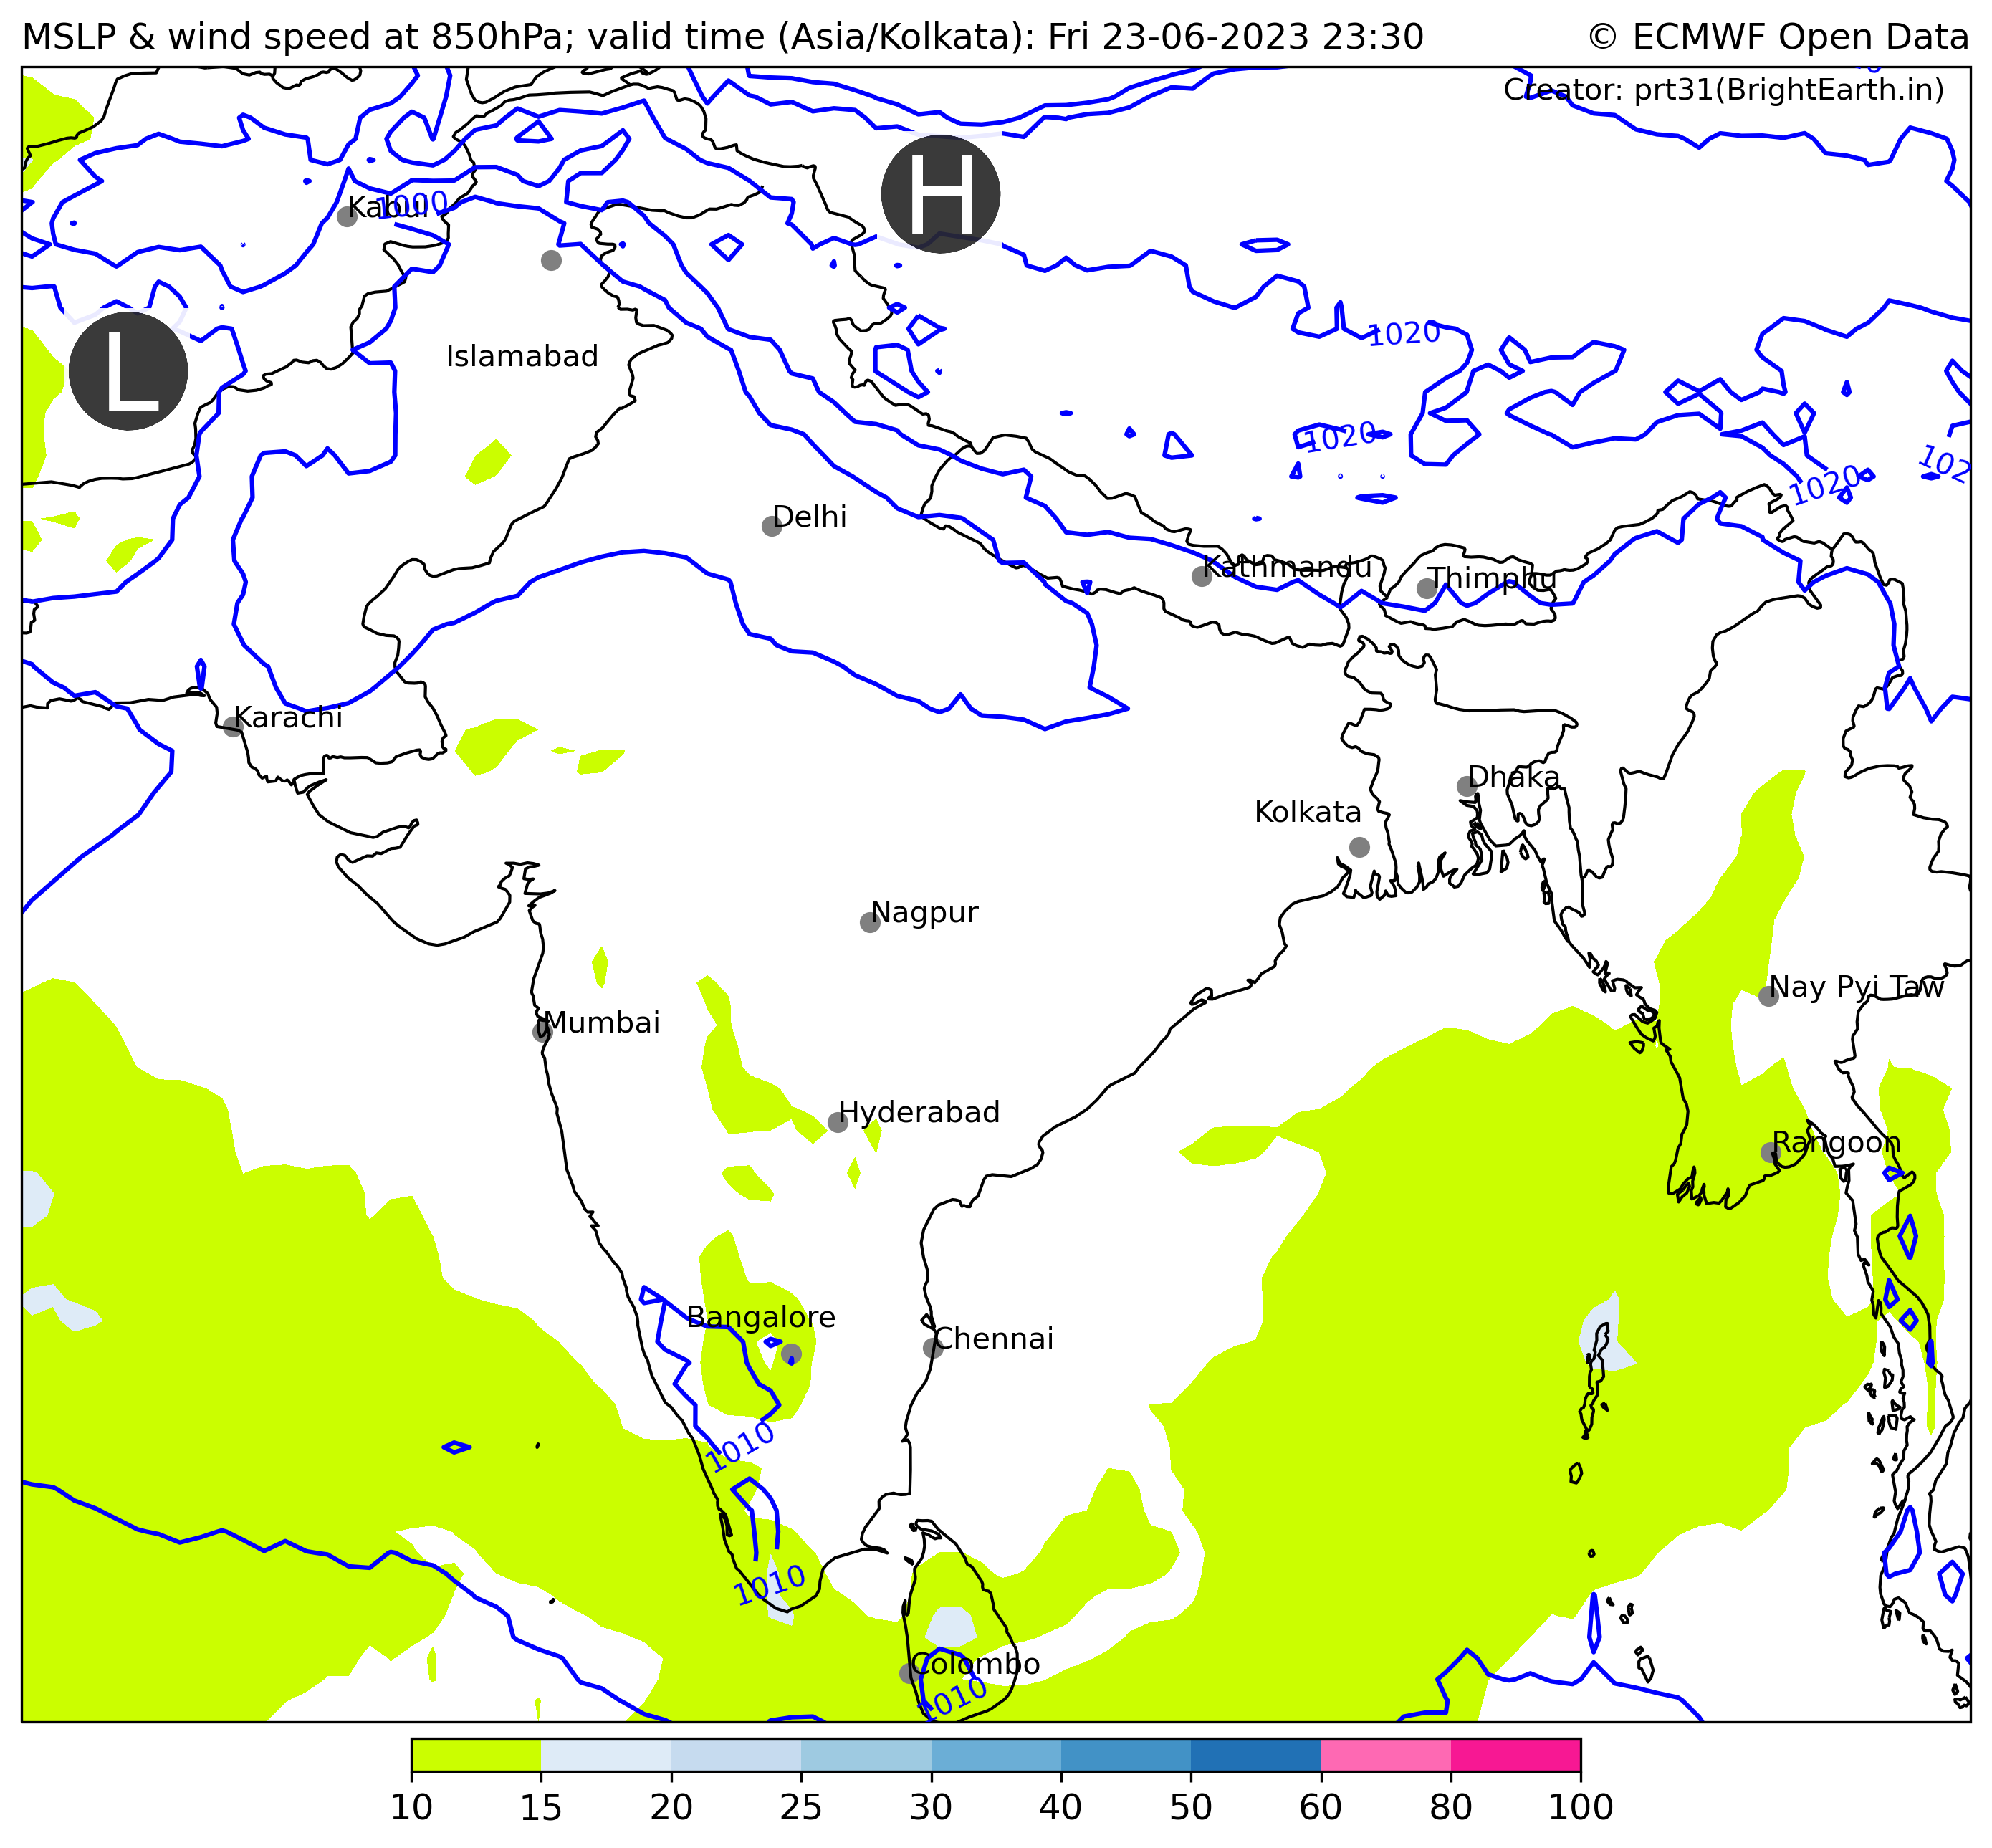 MSLP & wind speed at 850hPa; valid time (Asia/Kolkata): Fri 23-06-2023 23:30
© ECMWF Open Data
Creator: prt31(BrightEarth.in)
H
Kabul
1000
L
Islamabad
1020
1020
1020
Delhi
Kathmandu
Thimphu
Karachi
Dhaka
Kolkata
Nagpur
Nay Pyi Taw
Mumbai
Hyderabad
Rangoon
Bangalore
Chennai
1010
1010
Colombo
1010
10 15 20 25 30 40 50 60 80 100